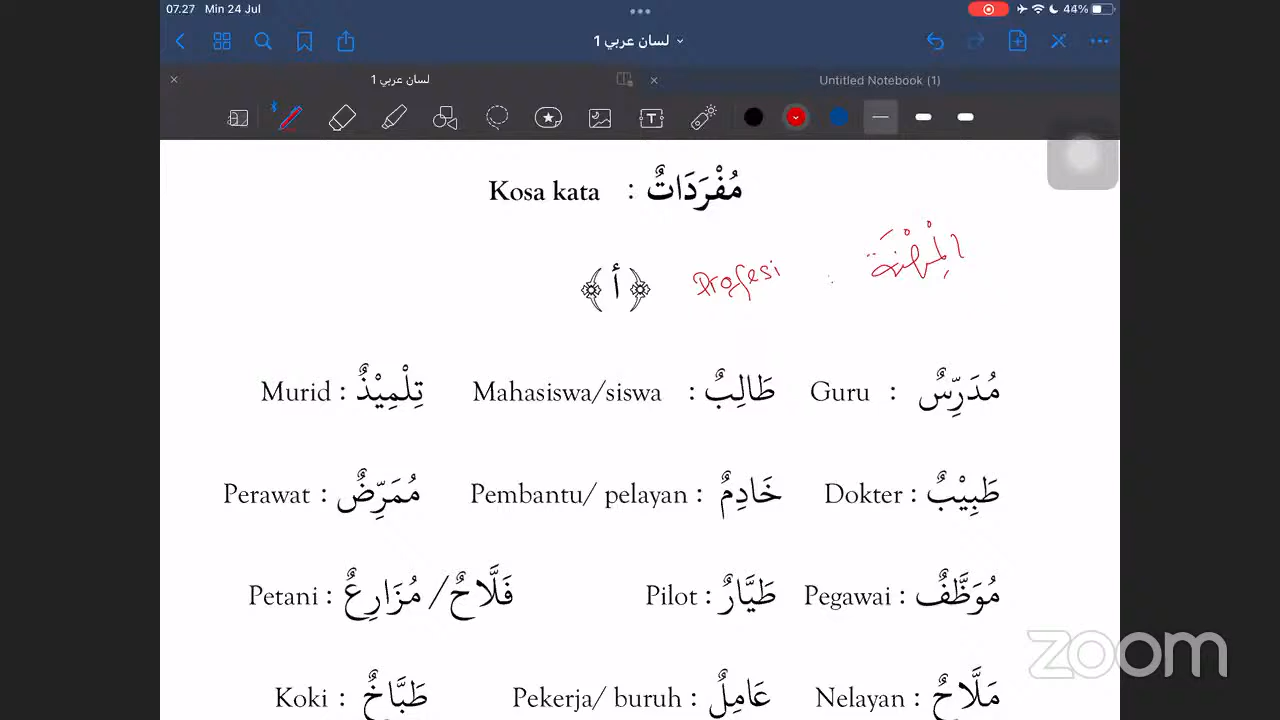 07.27 Min 24 Jul 44%
لسان عربي 1
لسان عربي 1 Untitled Notebook (1)
مُفْرَدَاتٌ : Kosa kata
﴿ أ ﴾ Profesi : المِهْنَةْ
مُدَرِّسٌ : Guru طَالِبٌ : Mahasiswa/siswa تِلْمِيْذٌ : Murid
طَبِيْبٌ : Dokter خَادِمٌ : Pembantu/ pelayan مُمَرِّضٌ : Perawat
مُوَظَّفٌ : Pegawai طَيَّارٌ : Pilot فَلَّاحٌ / مُزَارِعٌ : Petani
مَلَّاحٌ : Nelayan عَامِلٌ : Pekerja/ buruh طَبَّاخٌ : Koki
zoom